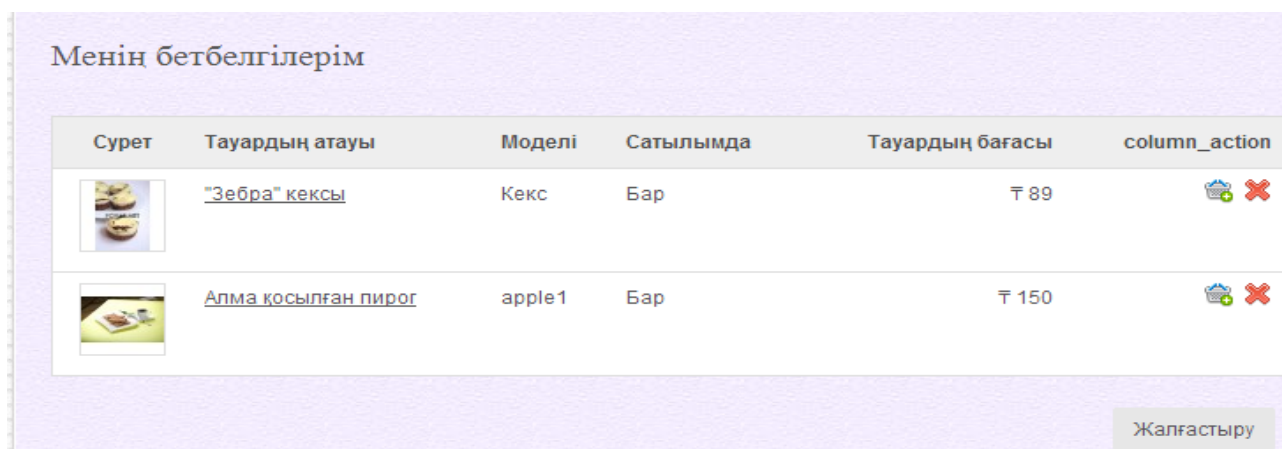 Менің бетбелгілерім
Сурет Тауардың атауы Моделі Сатылымда Тауардың бағасы column_action
"Зебра" кексы Кекс Бар ₸ 89
Алма қосылған пирог apple1 Бар ₸ 150
Жалғастыру